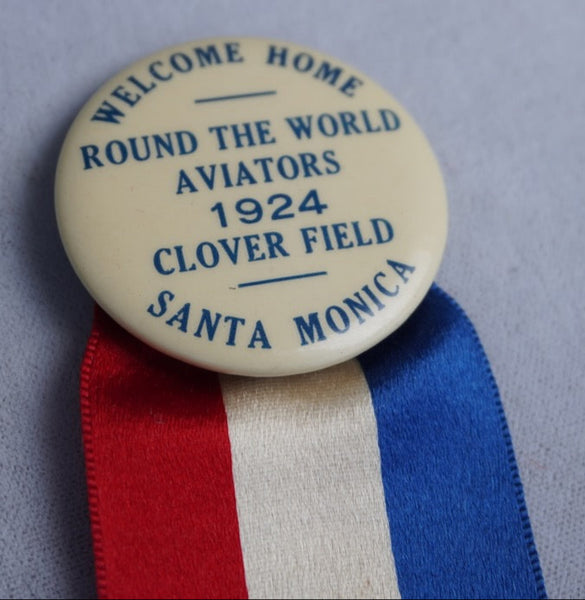 WELCOME HOME
ROUND THE WORLD
AVIATORS
1924
CLOVER FIELD
SANTA MONICA